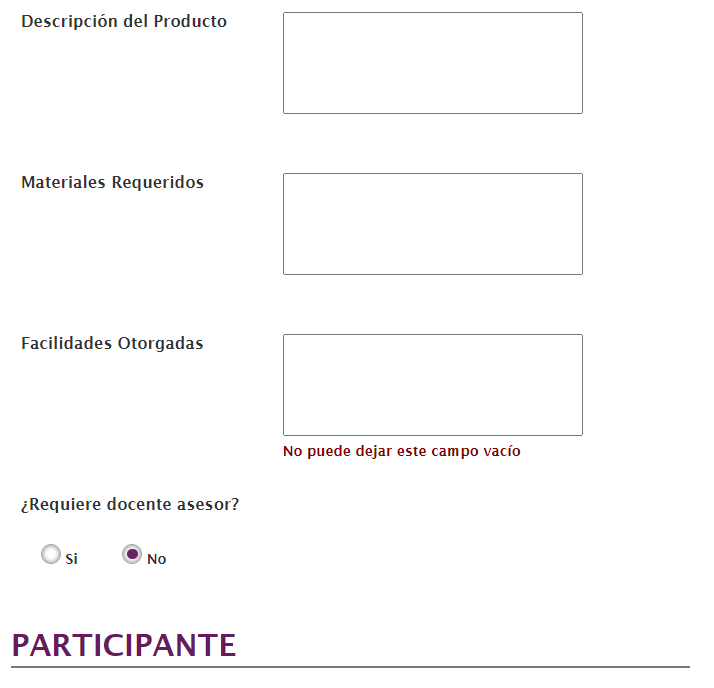 Descripción del Producto
Materiales Requeridos
Facilidades Otorgadas
No puede dejar este campo vacío
¿Requiere docente asesor?
Si No
PARTICIPANTE